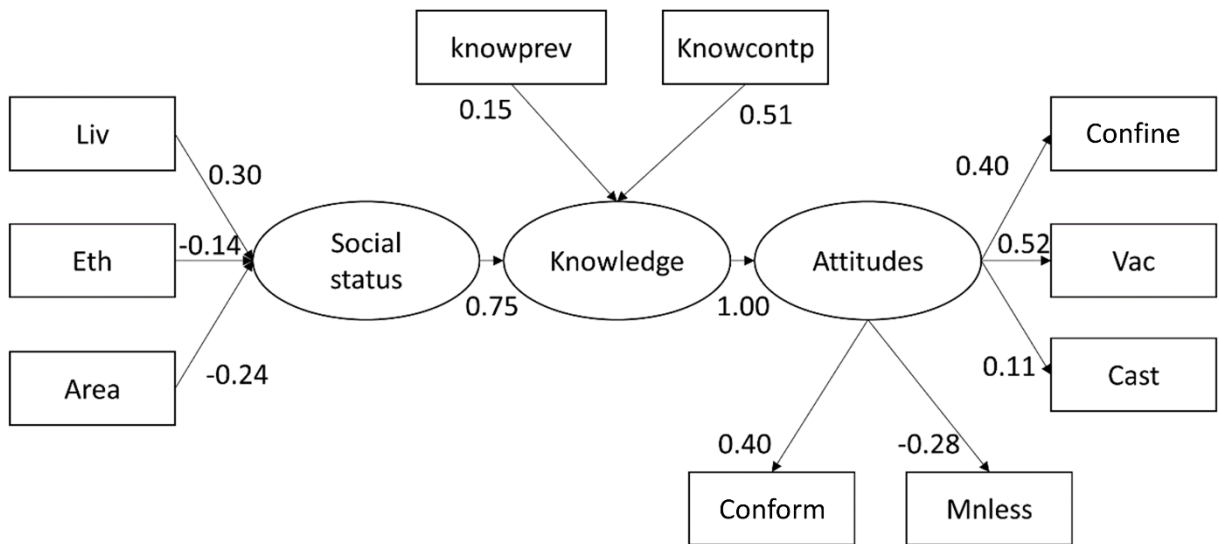 knowprev
Knowcontp
0.15
0.51
Liv
Confine
0.30
0.40
Eth
-0.14
Social
status
Knowledge
Attitudes
0.52
Vac
0.75
1.00
Area
-0.24
0.11
Cast
0.40
-0.28
Conform
Mnless